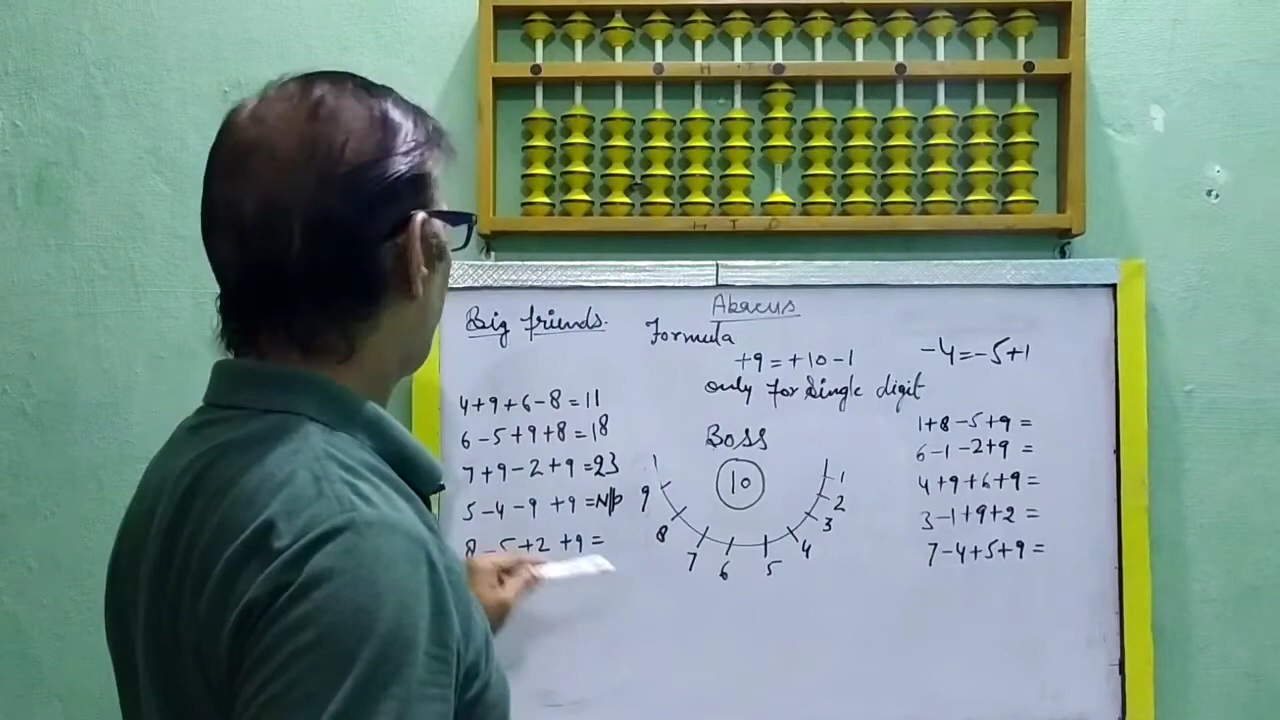 H T O
H T O
Abacus
Big friends.
Formula
+9=+10-1
-4=-5+1
only for single digit
4+9+6-8=11
6-5+9+8=18
7+9-2+9=23
5-4-9+9=N/P
8-5+2+9=
Boss
10
1
9
8
7
6
5
4
3
2
1
1+8-5+9=
6-1-2+9=
4+9+6+9=
3-1+9+2=
7-4+5+9=